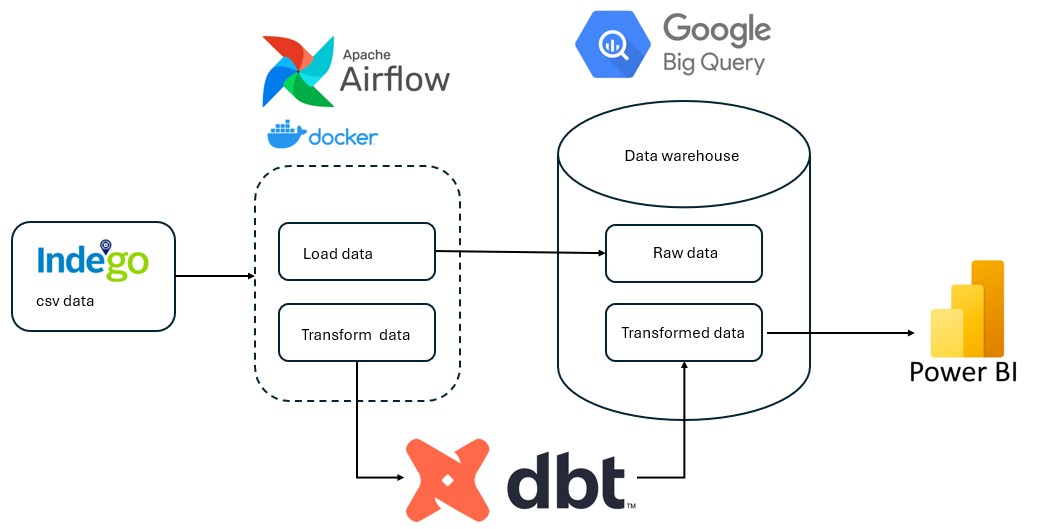 Google
Big Query
Apache
Airflow
docker
Data warehouse
Indego
csv data
Load data
Raw data
Transform data
Transformed data
Power BI
dbt™